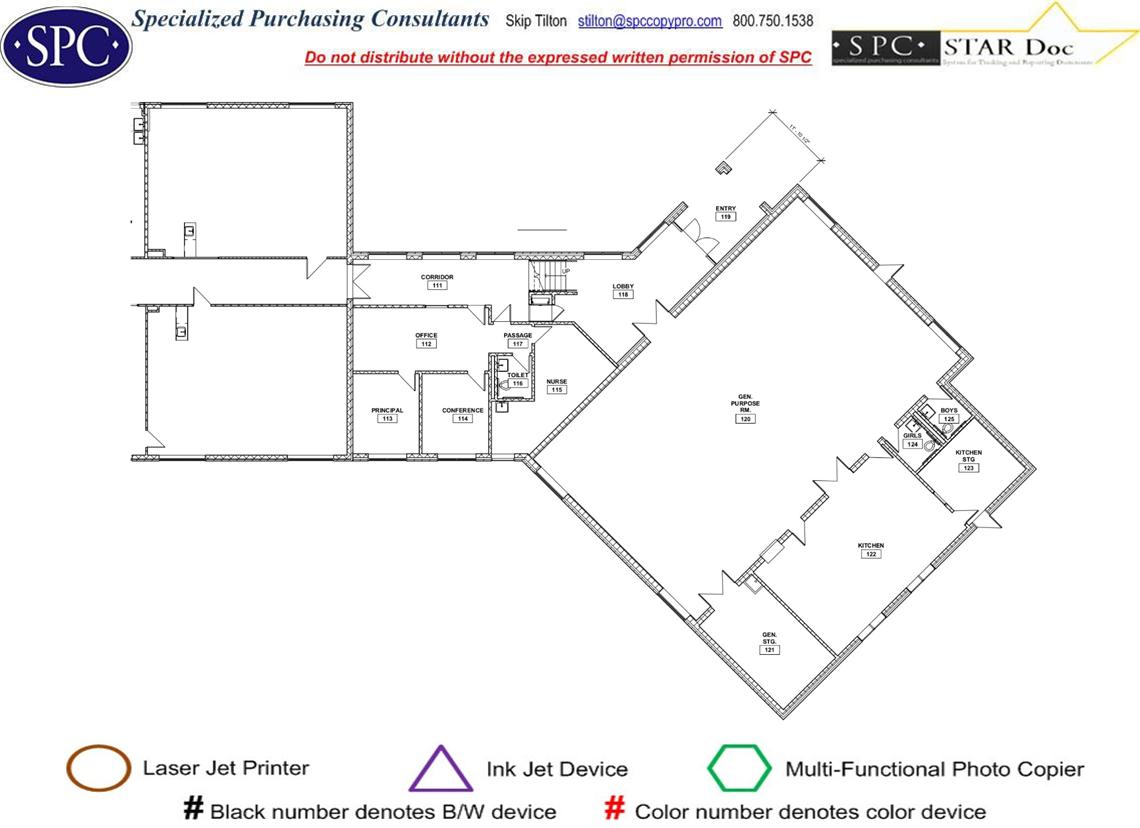 Specialized Purchasing Consultants Skip Tilton stilton@spccopypro.com 800.750.1538
·SPC·
Do not distribute without the expressed written permission of SPC
·SPC· STAR Doc
specialized purchasing consultants System for Tracking and Reporting Documents
11' - 10 1/2"
ENTRY
119
CORRIDOR
111
UP
LOBBY
118
OFFICE
112
PASSAGE
117
TOILET
116
NURSE
115
PRINCIPAL
113
CONFERENCE
114
GEN.
PURPOSE
RM.
120
BOYS
125
GIRLS
124
KITCHEN
STG
123
KITCHEN
122
GEN.
STG.
121
Laser Jet Printer
Ink Jet Device
Multi-Functional Photo Copier
# Black number denotes B/W device
# Color number denotes color device